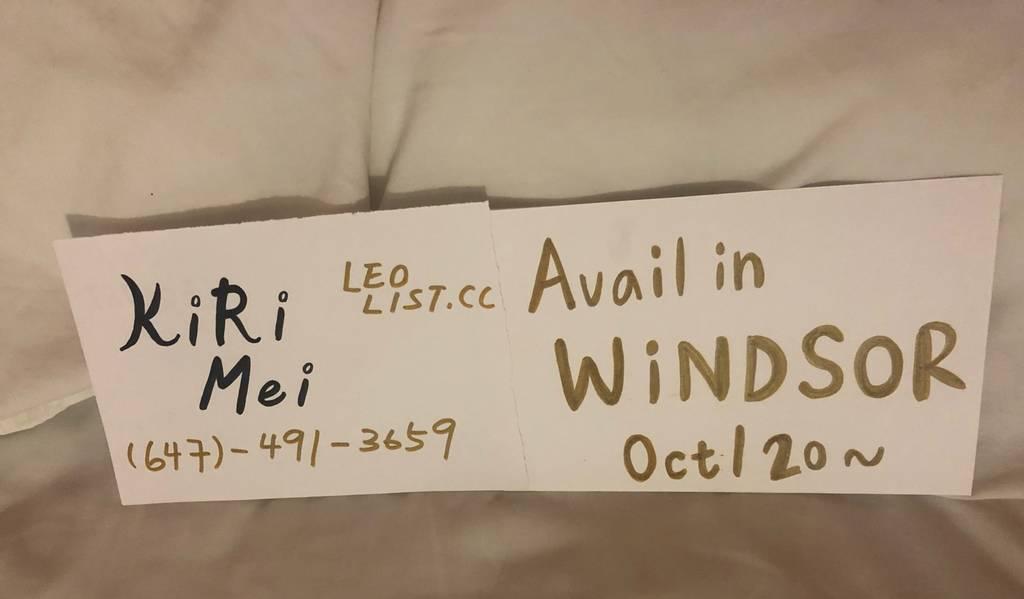 KiRi
Mei
LEO
LIST.CC
(647)-491-3659
Avail in
WiNDSOR
Oct/20~